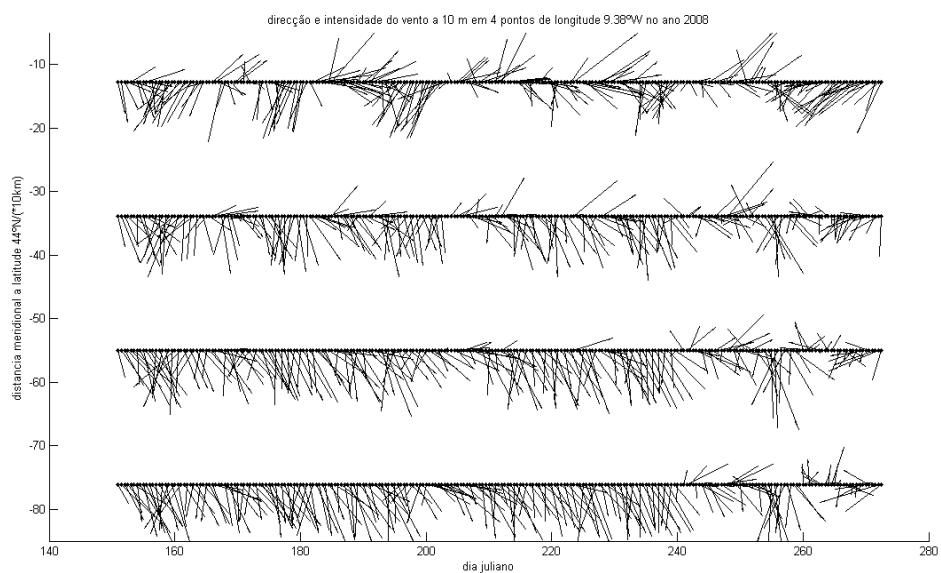 direcção e intensidade do vento a 10 m em 4 pontos de longitude 9.38ºW no ano 2008
distancia meridional a latitude 44ºN/(*10km)
-10
-20
-30
-40
-50
-60
-70
-80
140 160 180 200 220 240 260 280
dia juliano